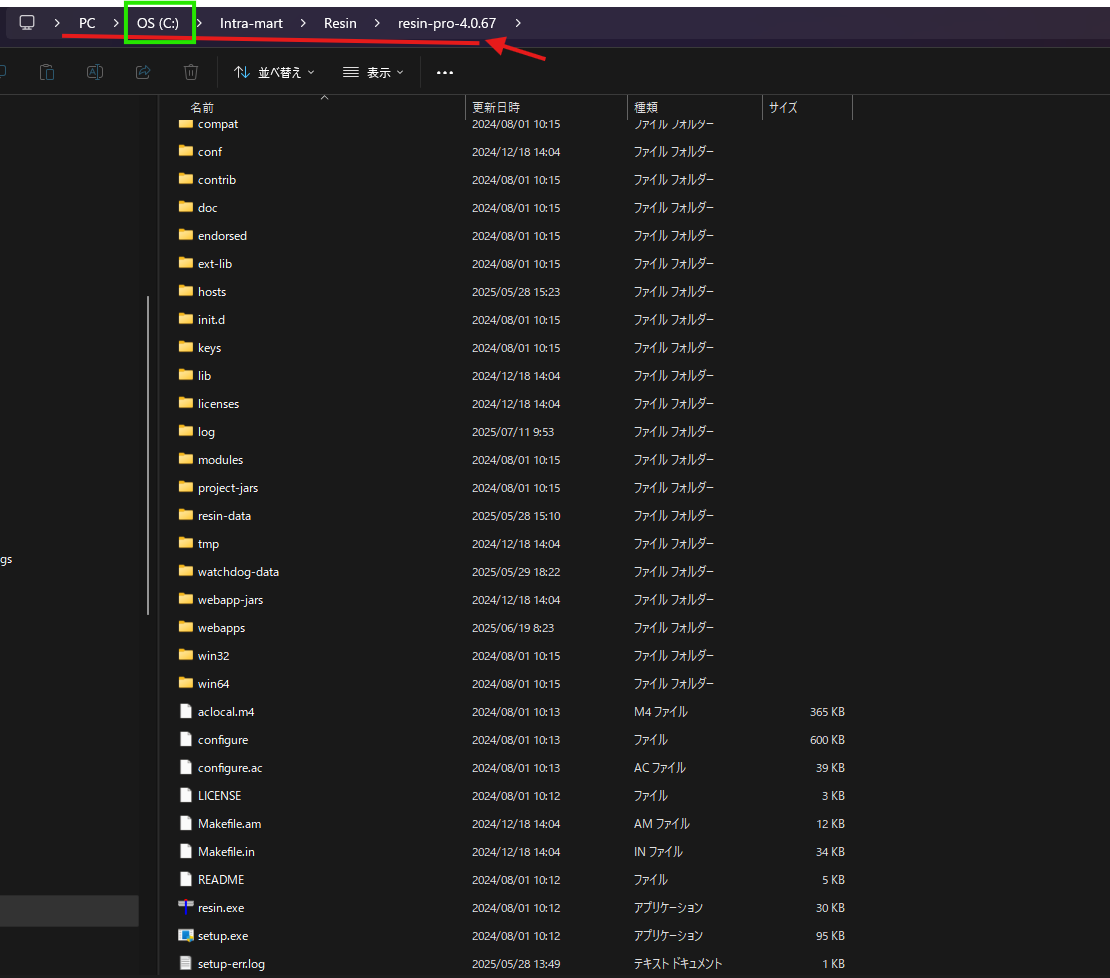 PC > OS (C:) > Intra-mart > Resin > resin-pro-4.0.67 >
並べ替え 表示 ...
名前 更新日時 種類 サイズ
compat 2024/08/01 10:15 ファイル フォルダー
conf 2024/12/18 14:04 ファイル フォルダー
contrib 2024/08/01 10:15 ファイル フォルダー
doc 2024/08/01 10:15 ファイル フォルダー
endorsed 2024/08/01 10:15 ファイル フォルダー
ext-lib 2024/08/01 10:15 ファイル フォルダー
hosts 2025/05/28 15:23 ファイル フォルダー
init.d 2024/08/01 10:15 ファイル フォルダー
keys 2024/08/01 10:15 ファイル フォルダー
lib 2024/12/18 14:04 ファイル フォルダー
licenses 2024/12/18 14:04 ファイル フォルダー
log 2025/07/11 9:53 ファイル フォルダー
modules 2024/08/01 10:15 ファイル フォルダー
project-jars 2024/08/01 10:15 ファイル フォルダー
resin-data 2025/05/28 15:10 ファイル フォルダー
tmp 2024/12/18 14:04 ファイル フォルダー
gs
watchdog-data 2025/05/29 18:22 ファイル フォルダー
webapp-jars 2024/12/18 14:04 ファイル フォルダー
webapps 2025/06/19 8:23 ファイル フォルダー
win32 2024/08/01 10:15 ファイル フォルダー
win64 2024/08/01 10:15 ファイル フォルダー
aclocal.m4 2024/08/01 10:13 M4 ファイル 365 KB
configure 2024/08/01 10:13 ファイル 600 KB
configure.ac 2024/08/01 10:13 AC ファイル 39 KB
LICENSE 2024/08/01 10:12 ファイル 3 KB
Makefile.am 2024/12/18 14:04 AM ファイル 12 KB
Makefile.in 2024/12/18 14:04 IN ファイル 34 KB
README 2024/08/01 10:12 ファイル 5 KB
resin.exe 2024/08/01 10:12 アプリケーション 30 KB
setup.exe 2024/08/01 10:12 アプリケーション 95 KB
setup-err.log 2025/05/28 13:49 テキスト ドキュメント 1 KB